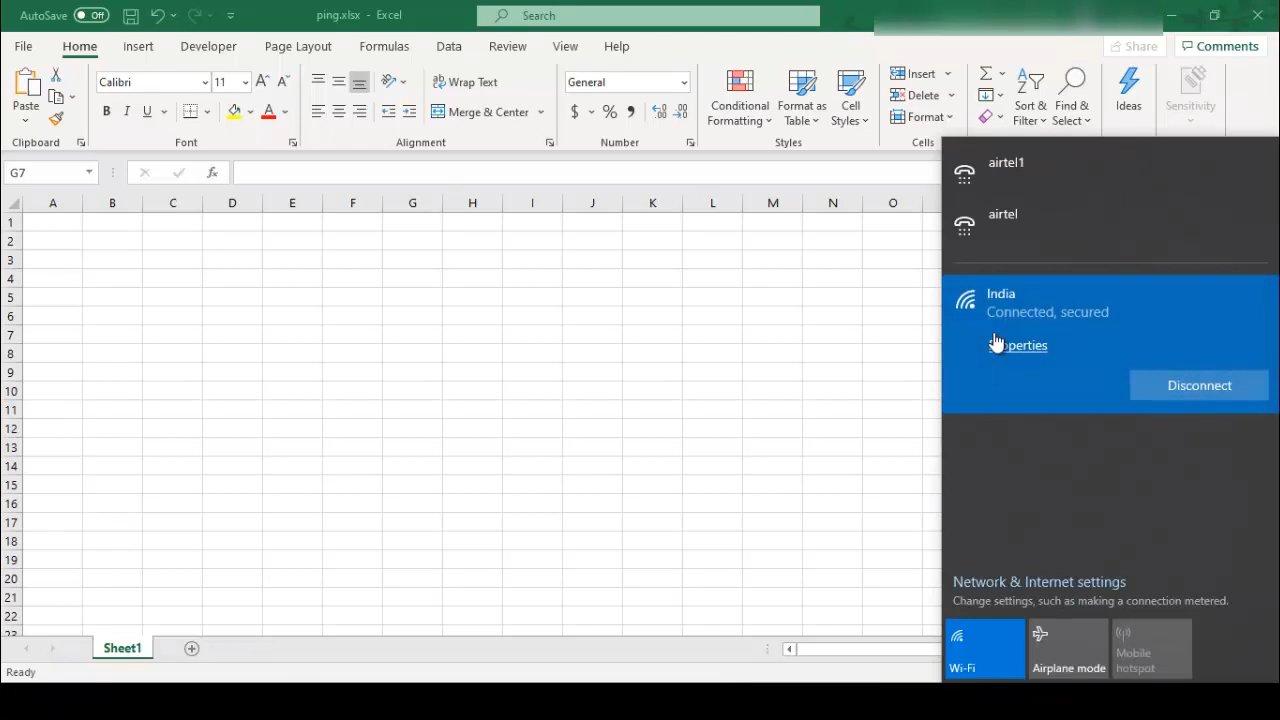 AutoSave Off
ping.xlsx - Excel
Search
File Home Insert Developer Page Layout Formulas Data Review View Help
Share Comments
Paste
Clipboard
Calibri 11
B I U
Font
Wrap Text
Merge & Center
Alignment
General
$ % ,
Number
Conditional Formatting
Format as Table
Cell Styles
Styles
Insert
Delete
Format
Cells
Sort & Filter
Find & Select
Ideas
Sensitivity
G7
fx
A B C D E F G H I J K L M N O
1
2
3
4
5
6
7
8
9
10
11
12
13
14
15
16
17
18
19
20
21
22
23
Sheet1
Ready
airtel1
airtel
India
Connected, secured
Properties
Disconnect
Network & Internet settings
Change settings, such as making a connection metered.
Wi-Fi
Airplane mode
Mobile hotspot